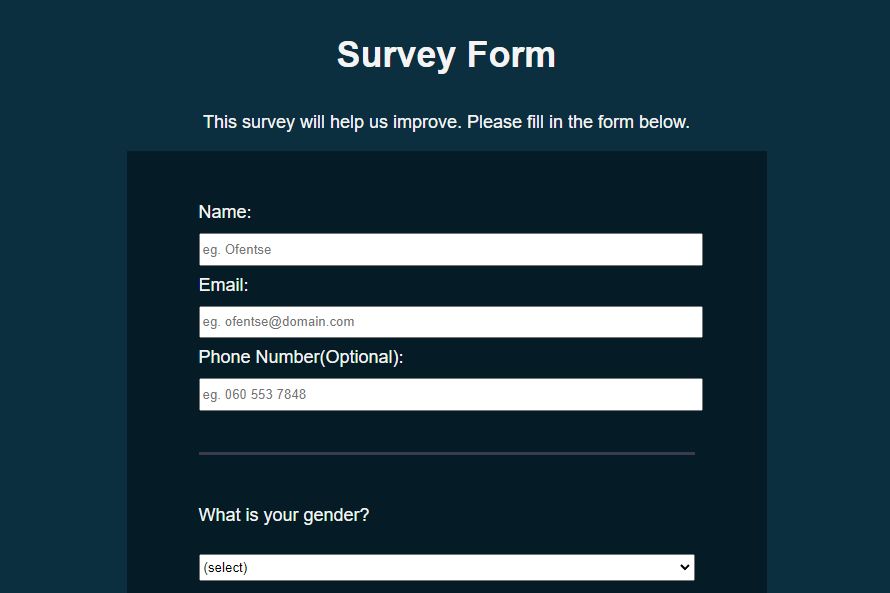 Survey Form
This survey will help us improve. Please fill in the form below.
Name:
eg. Ofentse
Email:
eg. ofentse@domain.com
Phone Number(Optional):
eg. 060 553 7848
What is your gender?
(select)